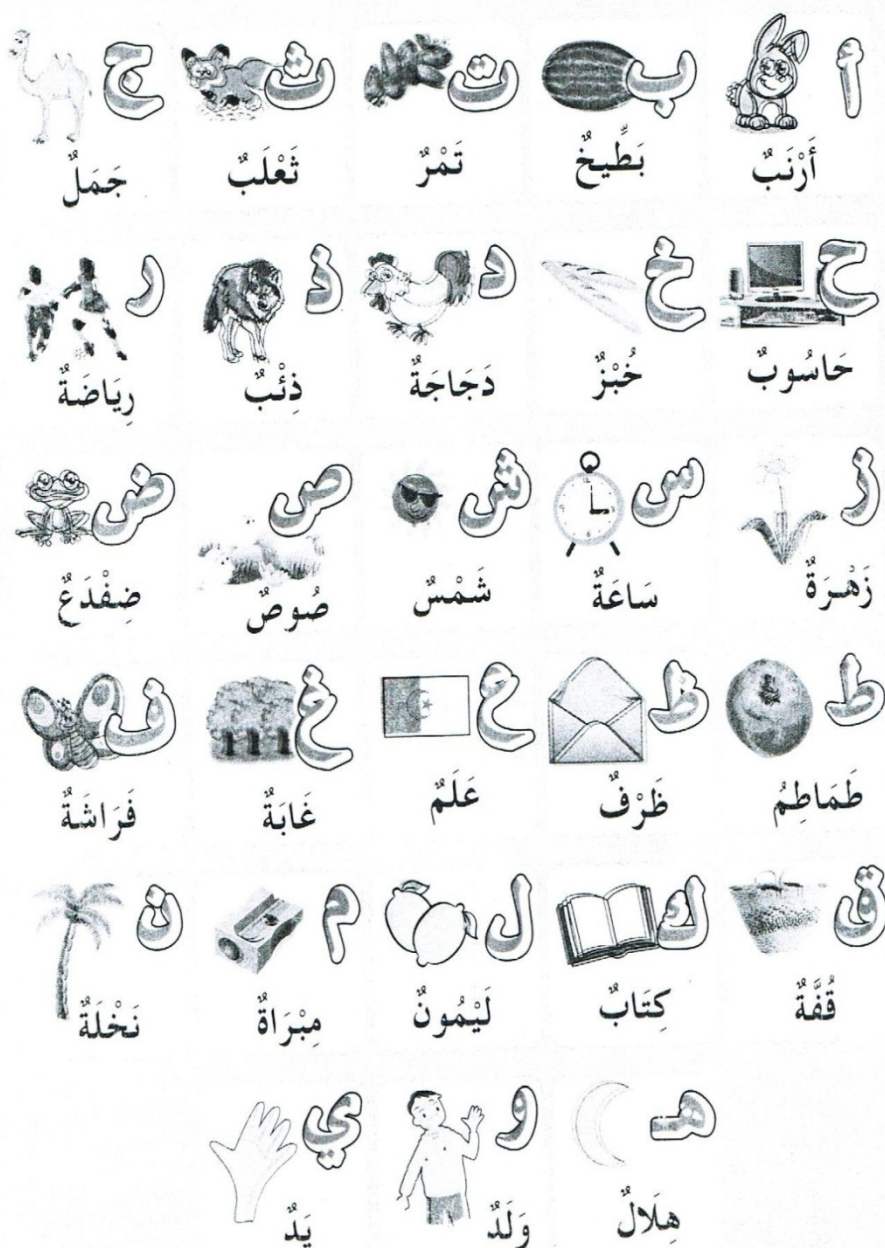 أ ب ت ث ج
أَرْنَبٌ بَطِّيخٌ تَمْرٌ ثَعْلَبٌ جَمَلٌ
ح خ د ذ ر
حَاسُوبٌ خُبْزٌ دَجَاجَةٌ ذِئْبٌ رِيَاضَةٌ
ز س ش ص ض
زَهْرَةٌ سَاعَةٌ شَمْسٌ صُوصٌ ضِفْدَعٌ
ط ظ ع غ ف
طَمَاطِمُ ظَرْفٌ عَلَمٌ غَابَةٌ فَرَاشَةٌ
ق ك ل م ن
قُفَّةٌ كِتَابٌ لَيْمُونٌ مِبْرَاةٌ نَخْلَةٌ
هـ و ي
هِلَالٌ وَلَدٌ يَدٌ